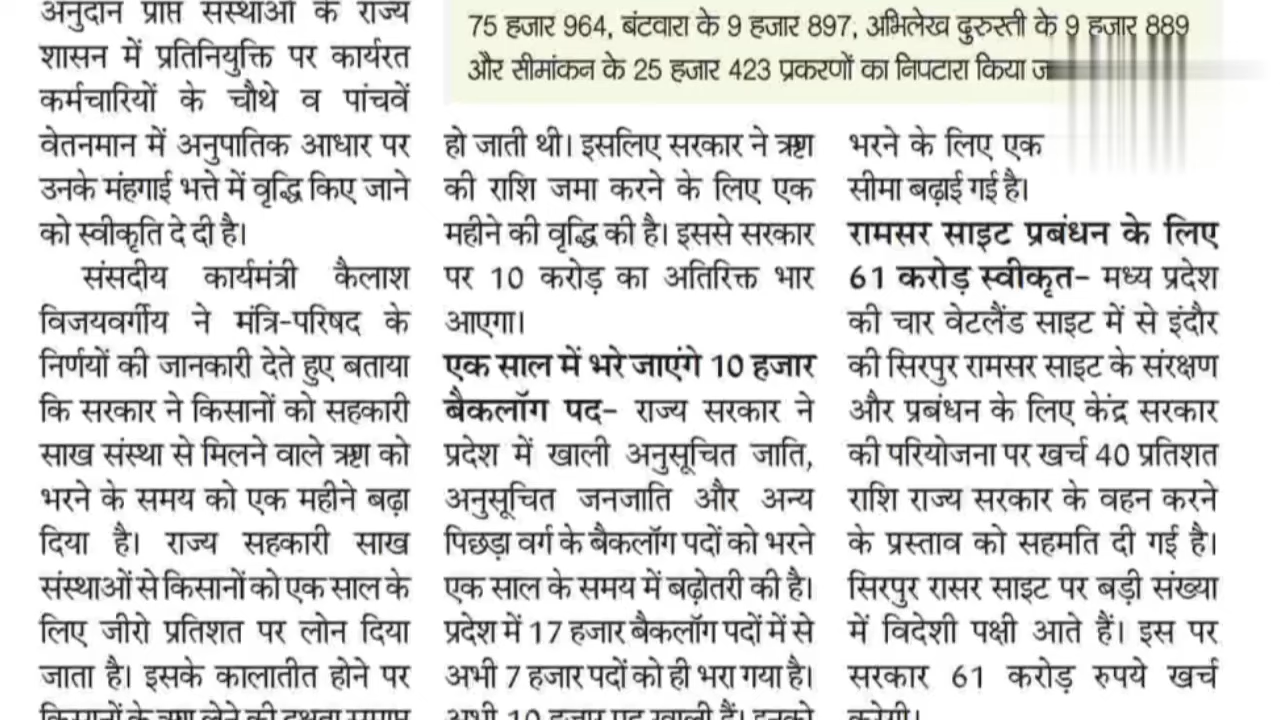 अनुदान प्राप्त संस्थाओं के राज्य
शासन में प्रतिनियुक्ति पर कार्यरत
कर्मचारियों के चौथे व पांचवें
वेतनमान में अनुपातिक आधार पर
उनके मंहगाई भत्ते में वृद्धि किए जाने
को स्वीकृति दे दी है।
संसदीय कार्यमंत्री कैलाश
विजयवर्गीय ने मंत्रि-परिषद के
निर्णयों की जानकारी देते हुए बताया
कि सरकार ने किसानों को सहकारी
साख संस्था से मिलने वाले ऋण को
भरने के समय को एक महीने बढ़ा
दिया है। राज्य सहकारी साख
संस्थाओं से किसानों को एक साल के
लिए जीरो प्रतिशत पर लोन दिया
जाता है। इसके कालातीत होने पर
किसानों के ऋण लेने की
75 हजार 964, बंटवारा के 9 हजार 897, अभिलेख दुरुस्ती के 9 हजार 889
और सीमांकन के 25 हजार 423 प्रकरणों का निपटारा किया
हो जाती थी। इसलिए सरकार ने ऋण
की राशि जमा करने के लिए एक
महीने की वृद्धि की है। इससे सरकार
पर 10 करोड़ का अतिरिक्त भार
आएगा।
एक साल में भरे जाएंगे 10 हजार
बैकलॉग पद- राज्य सरकार ने
प्रदेश में खाली अनुसूचित जाति,
अनुसूचित जनजाति और अन्य
पिछड़ा वर्ग के बैकलॉग पदों को भरने
एक साल के समय में बढ़ोतरी की है।
प्रदेश में 17 हजार बैकलॉग पदों में से
अभी 7 हजार पदों को ही भरा गया है।
अभी 10 हजार पद खाली हैं। इनको
भरने के लिए एक
सीमा बढ़ाई गई है।
रामसर साइट प्रबंधन के लिए
61 करोड़ स्वीकृत- मध्य प्रदेश
की चार वेटलैंड साइट में से इंदौर
की सिरपुर रामसर साइट के संरक्षण
और प्रबंधन के लिए केंद्र सरकार
की परियोजना पर खर्च 40 प्रतिशत
राशि राज्य सरकार के वहन करने
के प्रस्ताव को सहमति दी गई है।
सिरपुर रासर साइट पर बड़ी संख्या
में विदेशी पक्षी आते हैं। इस पर
सरकार 61 करोड़ रुपये खर्च
करेगी।